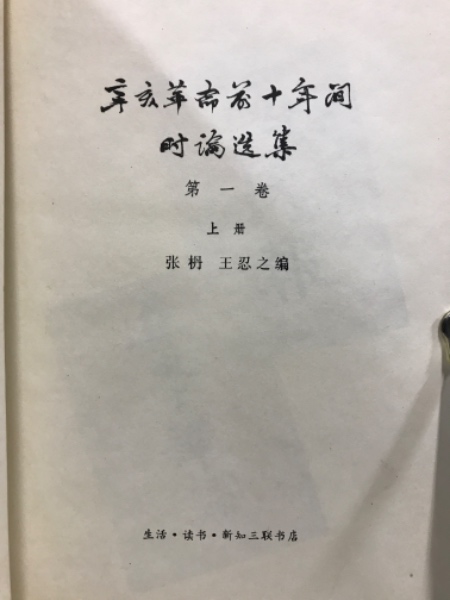 辛亥革命前十年间
时论选集
第一卷
上册
张枬 王忍之编
生活·读书·新知三联书店